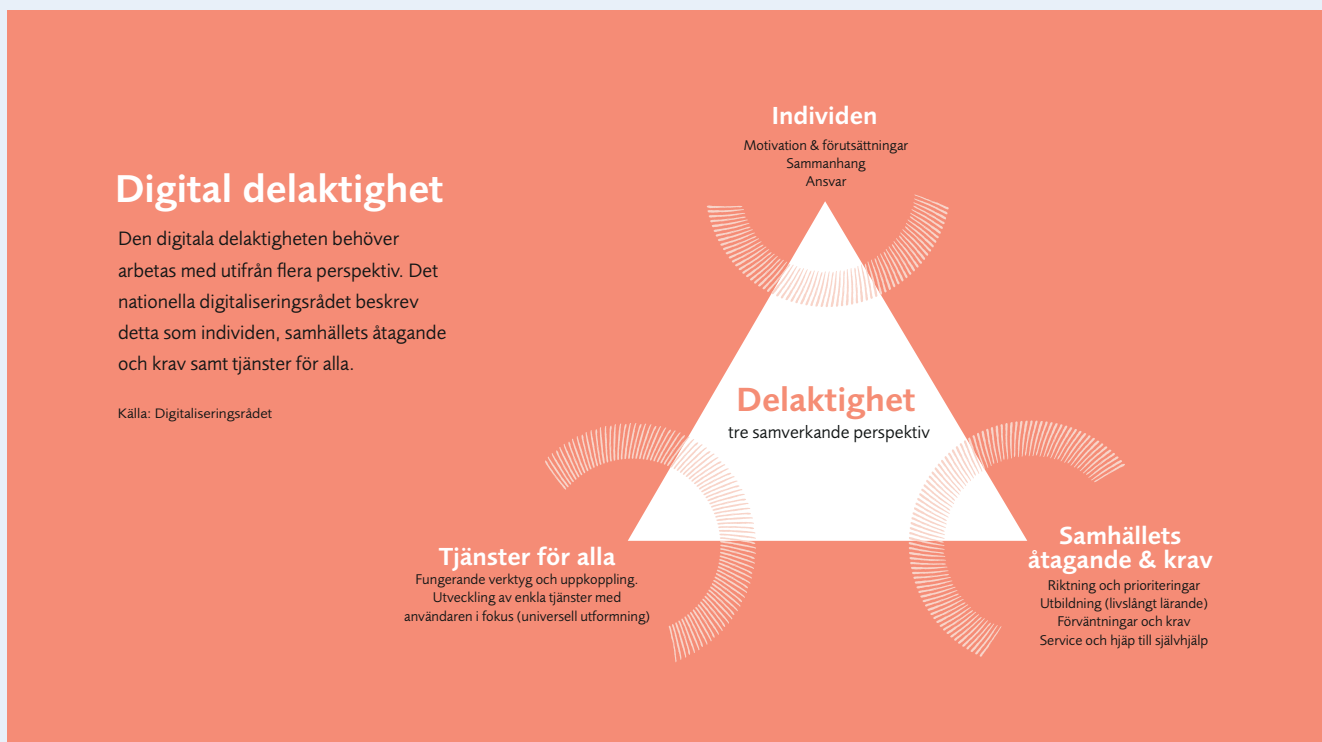 Digital delaktighet
Den digitala delaktigheten behöver
arbetas med utifrån flera perspektiv. Det
nationella digitaliseringsrådet beskrev
detta som individen, samhällets åtagande
och krav samt tjänster för alla.
Källa: Digitaliseringsrådet
Individen
Motivation & förutsättningar
Sammanhang
Ansvar
Delaktighet
tre samverkande perspektiv
Tjänster för alla
Fungerande verktyg och uppkoppling.
Utveckling av enkla tjänster med
användaren i fokus (universell utformning)
Samhällets
åtagande & krav
Riktning och prioriteringar
Utbildning (livslångt lärande)
Förväntningar och krav
Service och hjäp till självhjälp